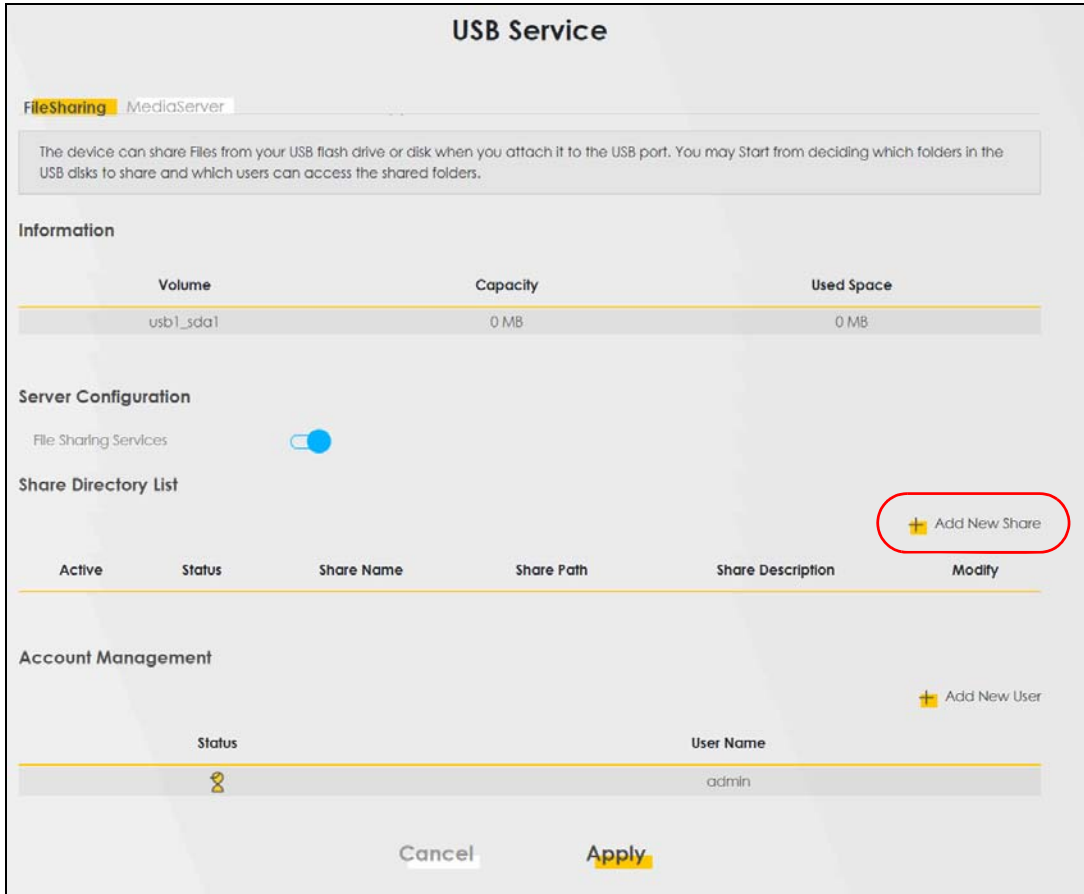 USB Service
FileSharing MediaServer
The device can share Files from your USB flash drive or disk when you attach it to the USB port. You may Start from deciding which folders in the
USB disks to share and which users can access the shared folders.
Information
Volume Capacity Used Space
usb1_sda1 0 MB 0 MB
Server Configuration
File Sharing Services
Share Directory List
Add New Share
Active Status Share Name Share Path Share Description Modify
Account Management
Add New User
Status User Name
admin
Cancel Apply